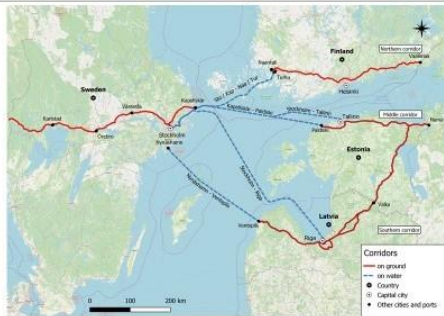 Finland
Northern corridor
Vaalimaa
Naantali
Turku
Helsinki
Sweden
Kapellskär
Stockholm - Tallinn
Kapellskär - Paldiski
Tallinn
Middle corridor
Narva
Paldiski
Karlstad
Örebro
Västerås
Stockholm
Nynäshamn
Estonia
Nynäshamn - Ventspils
Stockholm - Riga
Valka
Latvia
Southern corridor
Ventspils
Riga
Corridors
on ground
on water
Country
Capital city
Other cities and ports
0 100 200 km